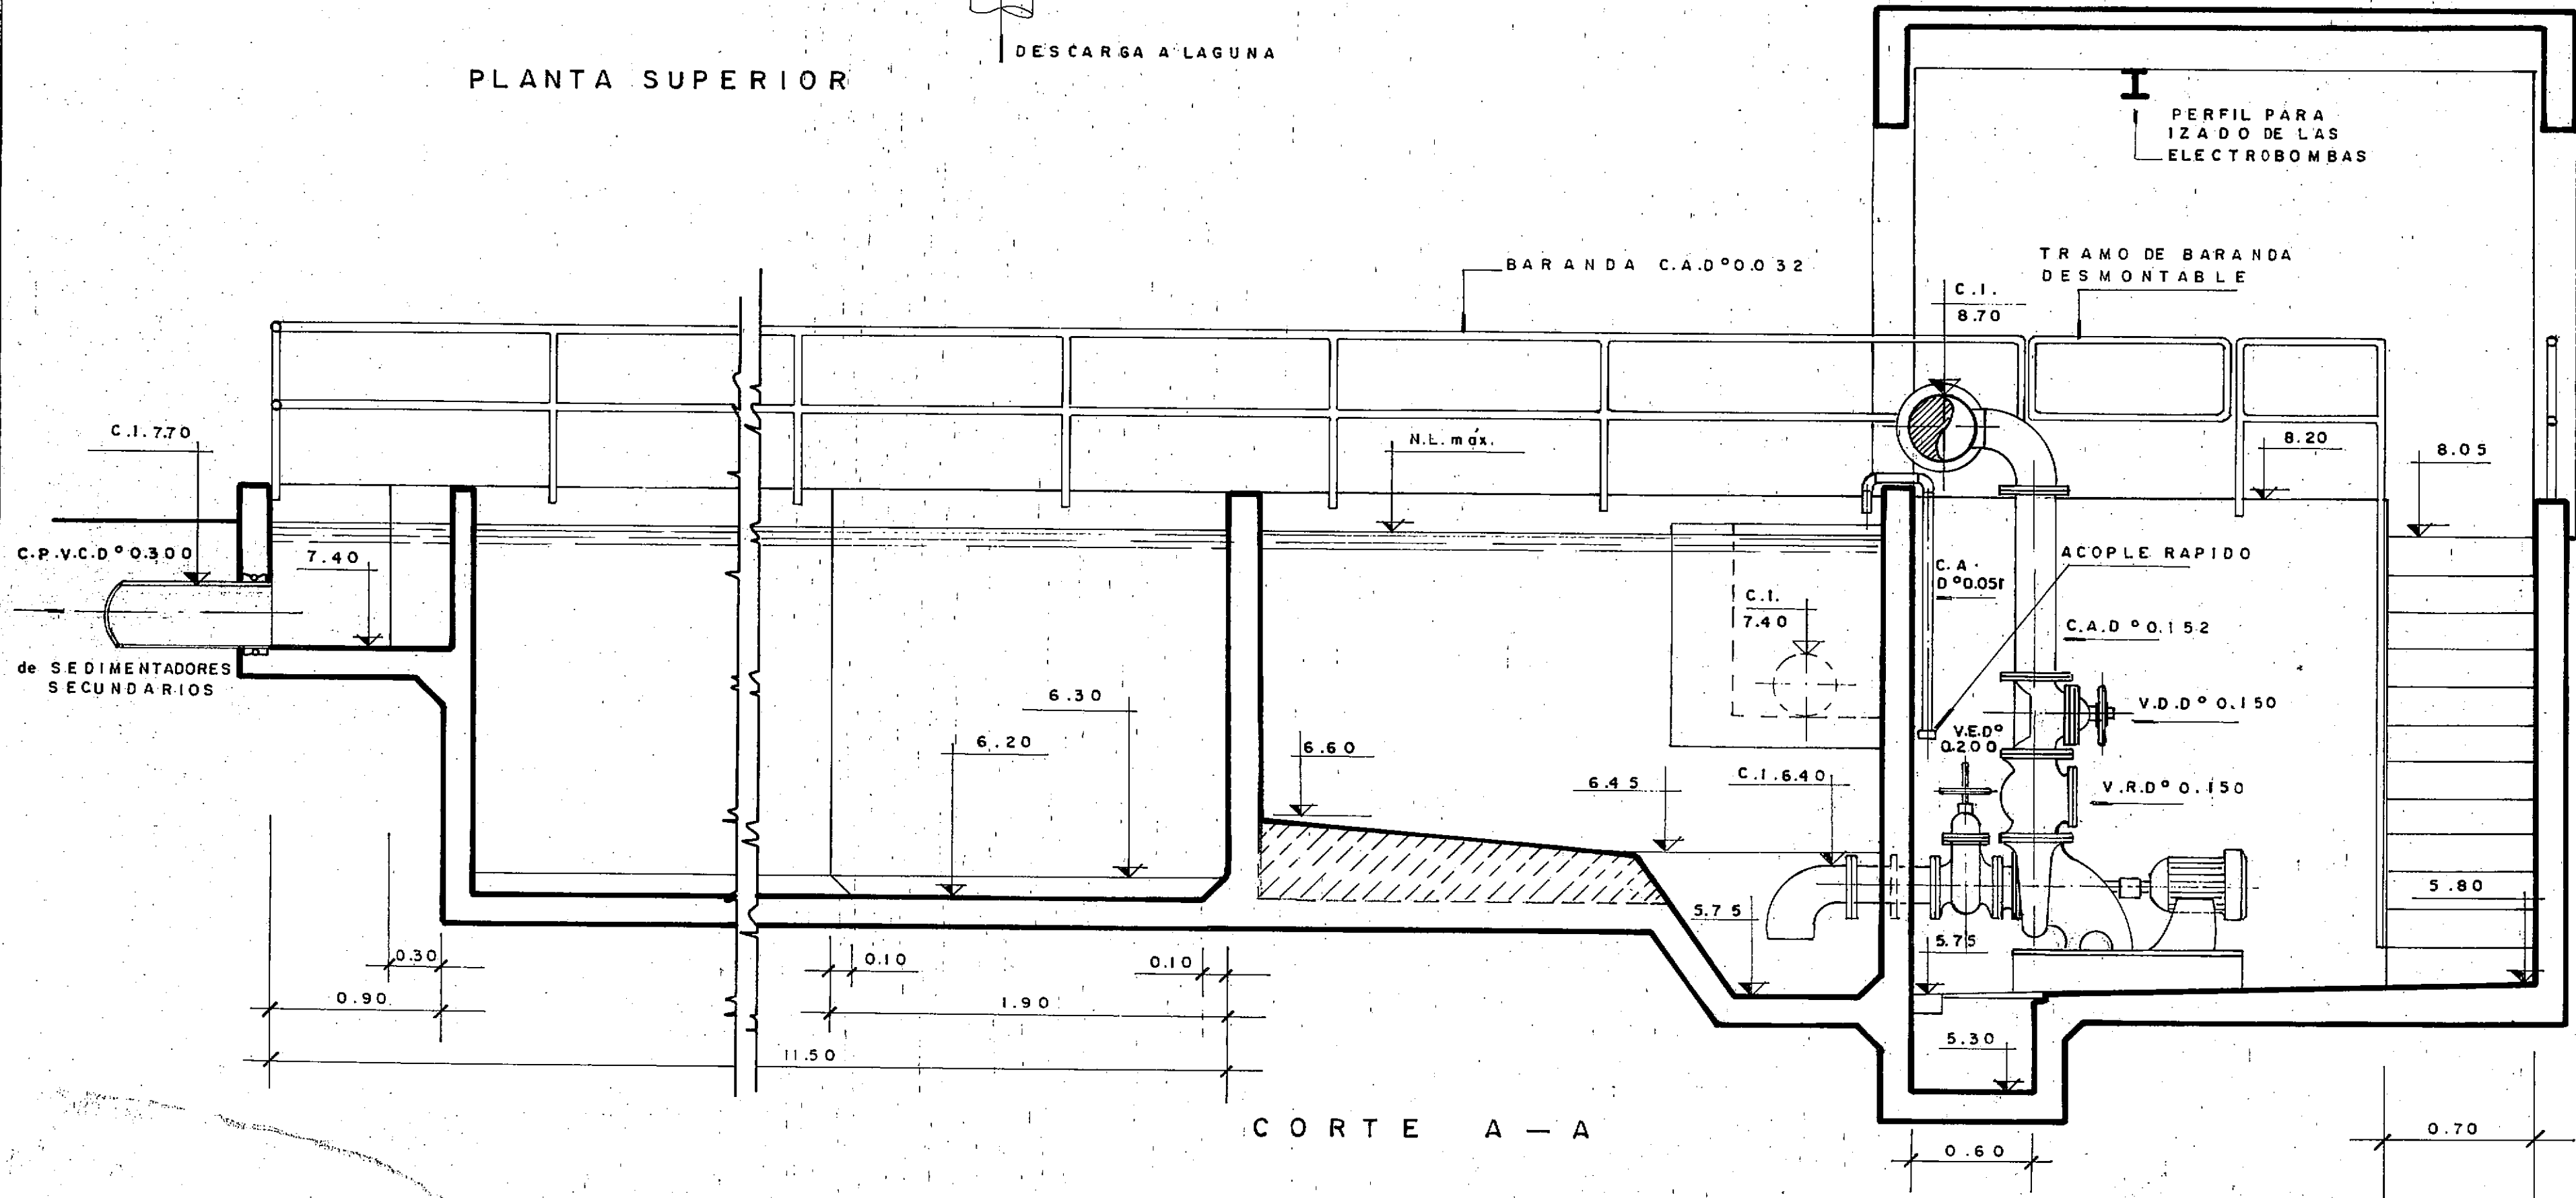 DESCARGA A LAGUNA
PLANTA SUPERIOR
PERFIL PARA
IZADO DE LAS
ELECTROBOMBAS
BARANDA C.A.D°0.032
TRAMO DE BARANDA
DESMONTABLE
C.I.
8.70
C.I.7.70
N.L. máx.
8.20
8.05
C.P.V.C.D°0.300
7.40
ACOPLE RAPIDO
C.A.
D°0.051
C.I.
7.40
C.A.D°0.152
de SEDIMENTADORES
SECUNDARIOS
6.30
V.D.D°0.150
6.20
6.60
V.E.D°
0.200
6.45
C.I.6.40
V.R.D°0.150
5.80
5.75
5.75
0.30
0.10
0.10
0.90
1.90
5.30
11.50
CORTE A—A
0.70
0.60